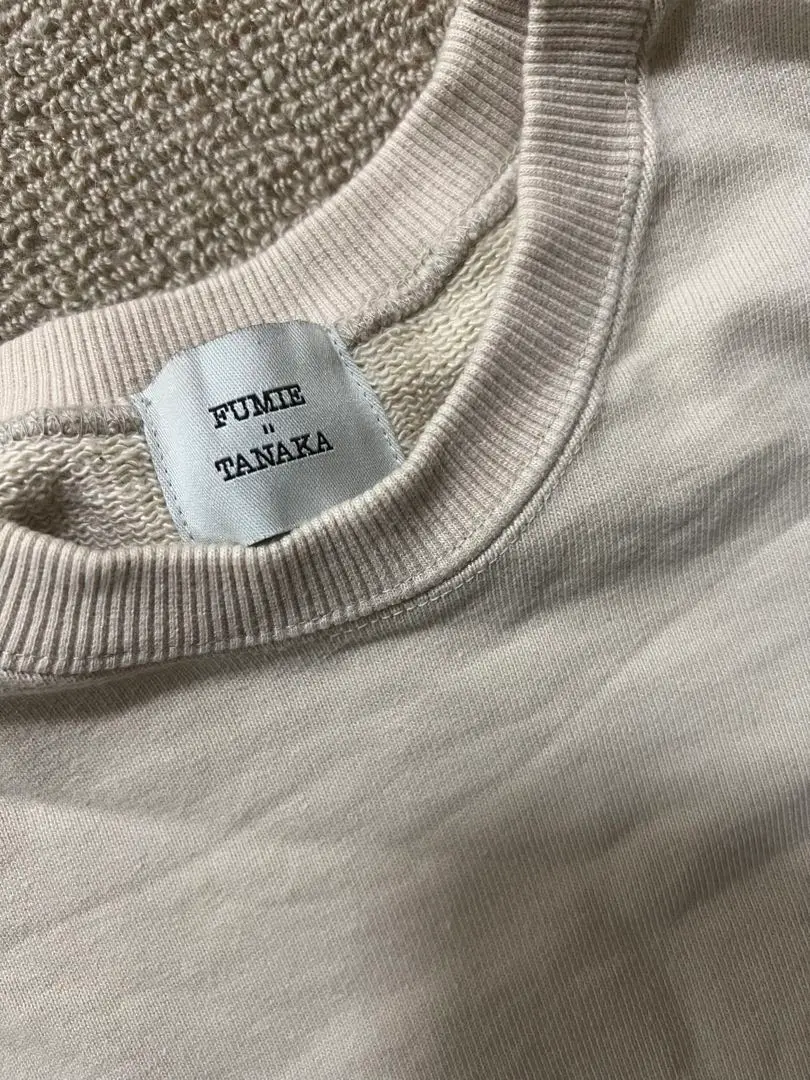 FUMIE
"
TANAKA